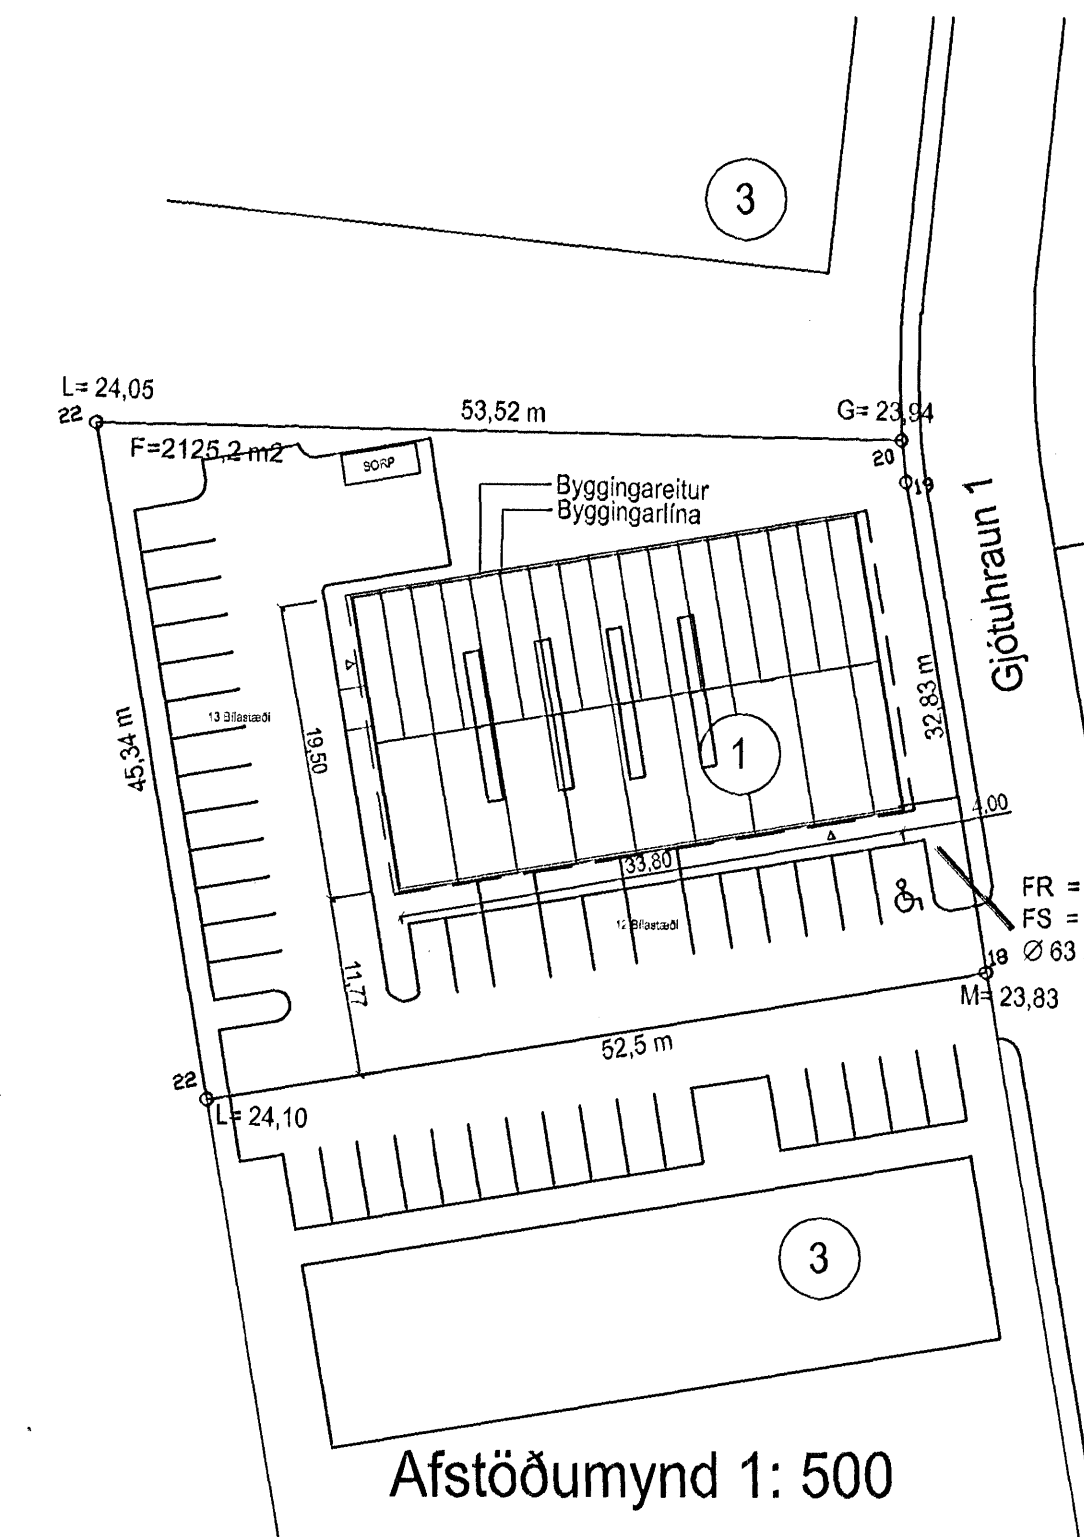 3
L= 24,05
22
53,52 m
G= 23,94
F=2125,2 m2
SORP
20
19
Byggingareitur
Byggingarlína
Gjótuhraun 1
32,83 m
13 Bílastæði
45,34 m
19,50
1
4,00
33,80
12 Bílastæði
FR =
FS =
Ø 63
11,77
18
M= 23,83
52,5 m
22
L= 24,10
3
Afstöðumynd 1: 500